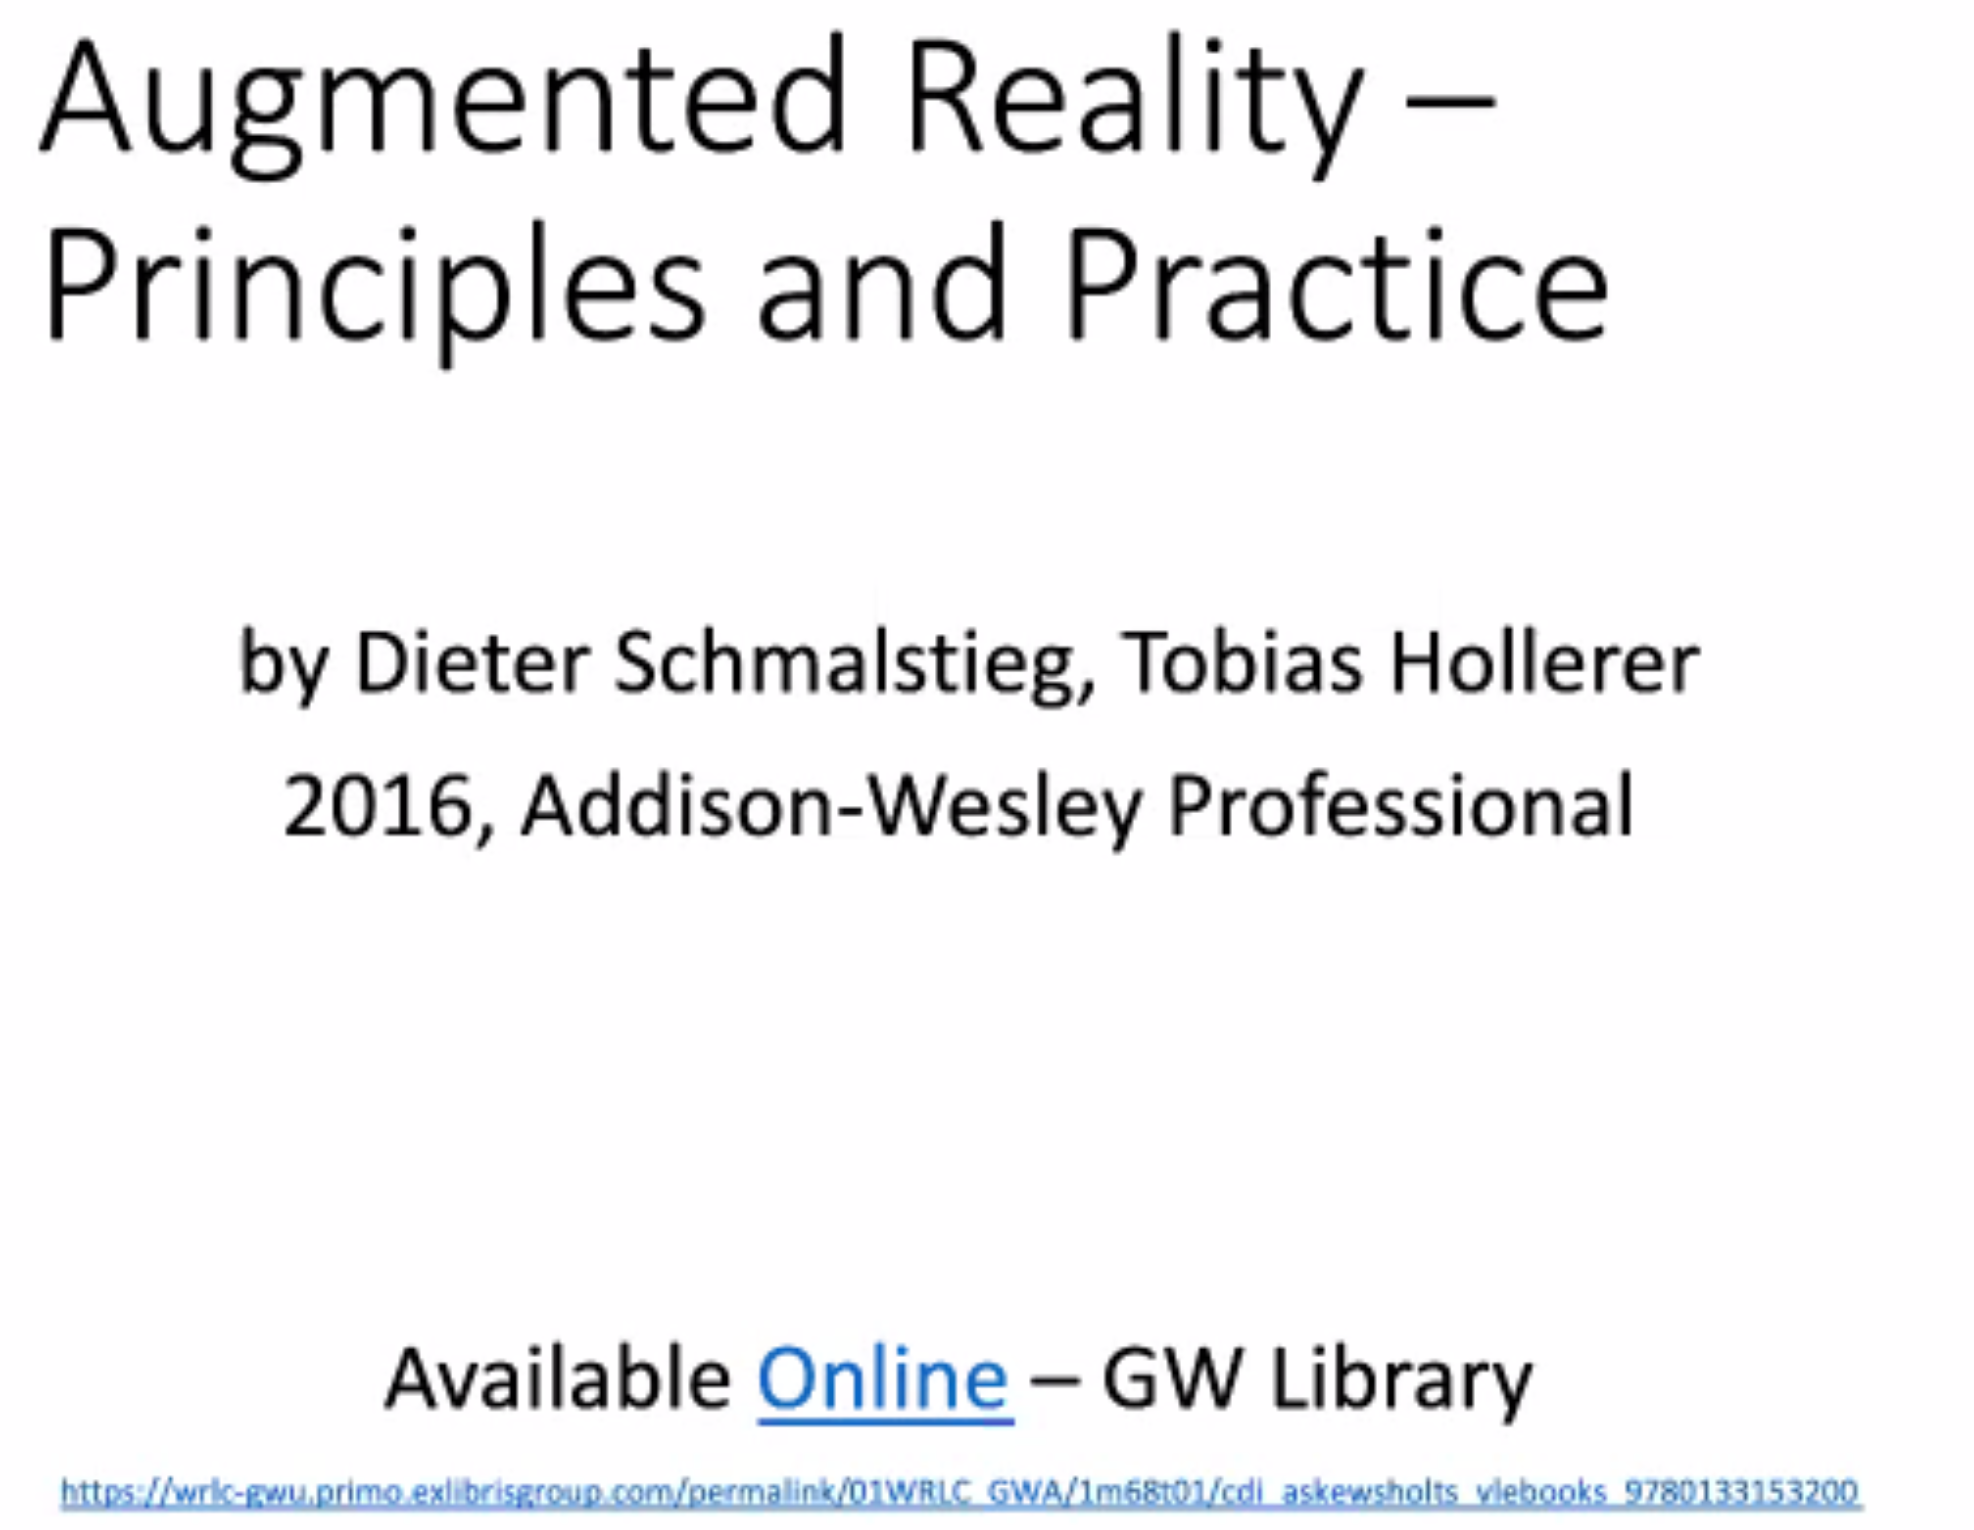 Augmented Reality –
Principles and Practice
by Dieter Schmalstieg, Tobias Hollerer
2016, Addison-Wesley Professional
Available Online – GW Library
https://wrlc-gwu.primo.exlibrisgroup.com/permalink/01WRLC_GWA/1m68t01/cdi_askewsholts_vlebooks_9780133153200